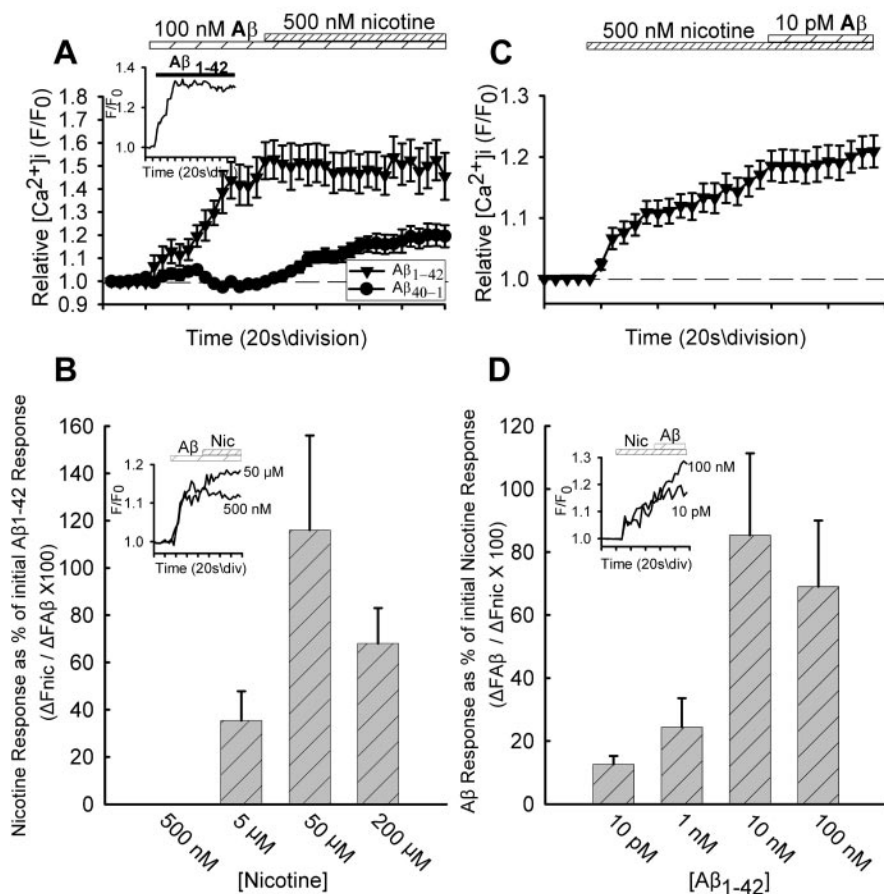 A
100 nM Aβ
500 nM nicotine
Relative [Ca2+]i (F/F0)
1.8
1.7
1.6
1.5
1.4
1.3
1.2
1.1
1.0
0.9
F/F0
1.4
1.2
1.0
Aβ 1-42
Time (20s\div)
Aβ1-42
Aβ40-1
Time (20s\division)
C
500 nM nicotine
10 pM Aβ
Relative [Ca2+]i (F/F0)
1.3
1.2
1.1
1.0
Time (20s\division)
B
Nicotine Response as % of initial Aβ1-42 Response
(ΔFnic / ΔFAβ X100)
160
140
120
100
80
60
40
20
0
Nic
Aβ
F/F0
1.2
1.1
1.0
50 µM
500 nM
Time (20s\div)
500 nM
5 µM
50 µM
200 µM
[Nicotine]
D
Aβ Response as % of initial Nicotine Response
(ΔFAβ / ΔFnic X 100)
120
100
80
60
40
20
0
Aβ
Nic
F/F0
1.3
1.2
1.1
1.0
100 nM
10 pM
Time (20s\div)
10 pM
1 nM
10 nM
100 nM
[Aβ1-42]